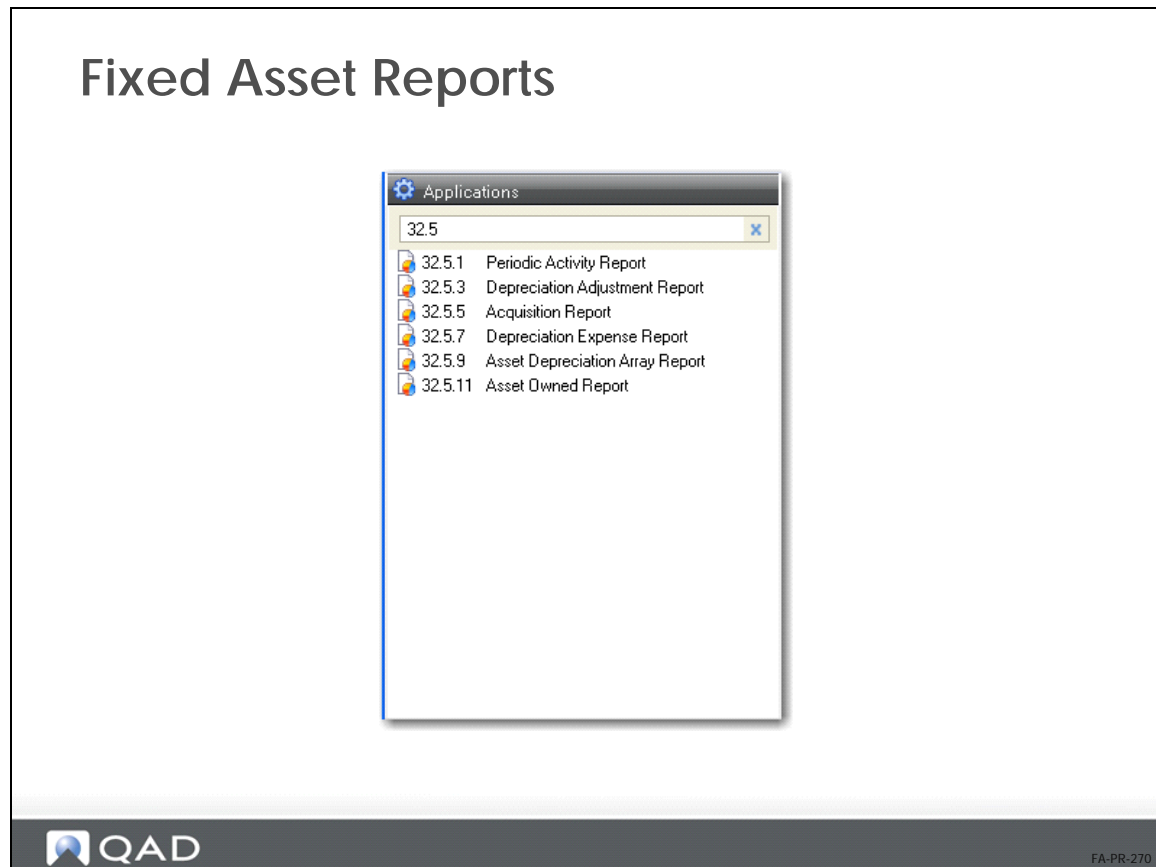 Fixed Asset Reports
Applications
32.5
32.5.1 Periodic Activity Report
32.5.3 Depreciation Adjustment Report
32.5.5 Acquisition Report
32.5.7 Depreciation Expense Report
32.5.9 Asset Depreciation Array Report
32.5.11 Asset Owned Report
QAD
FA-PR-270